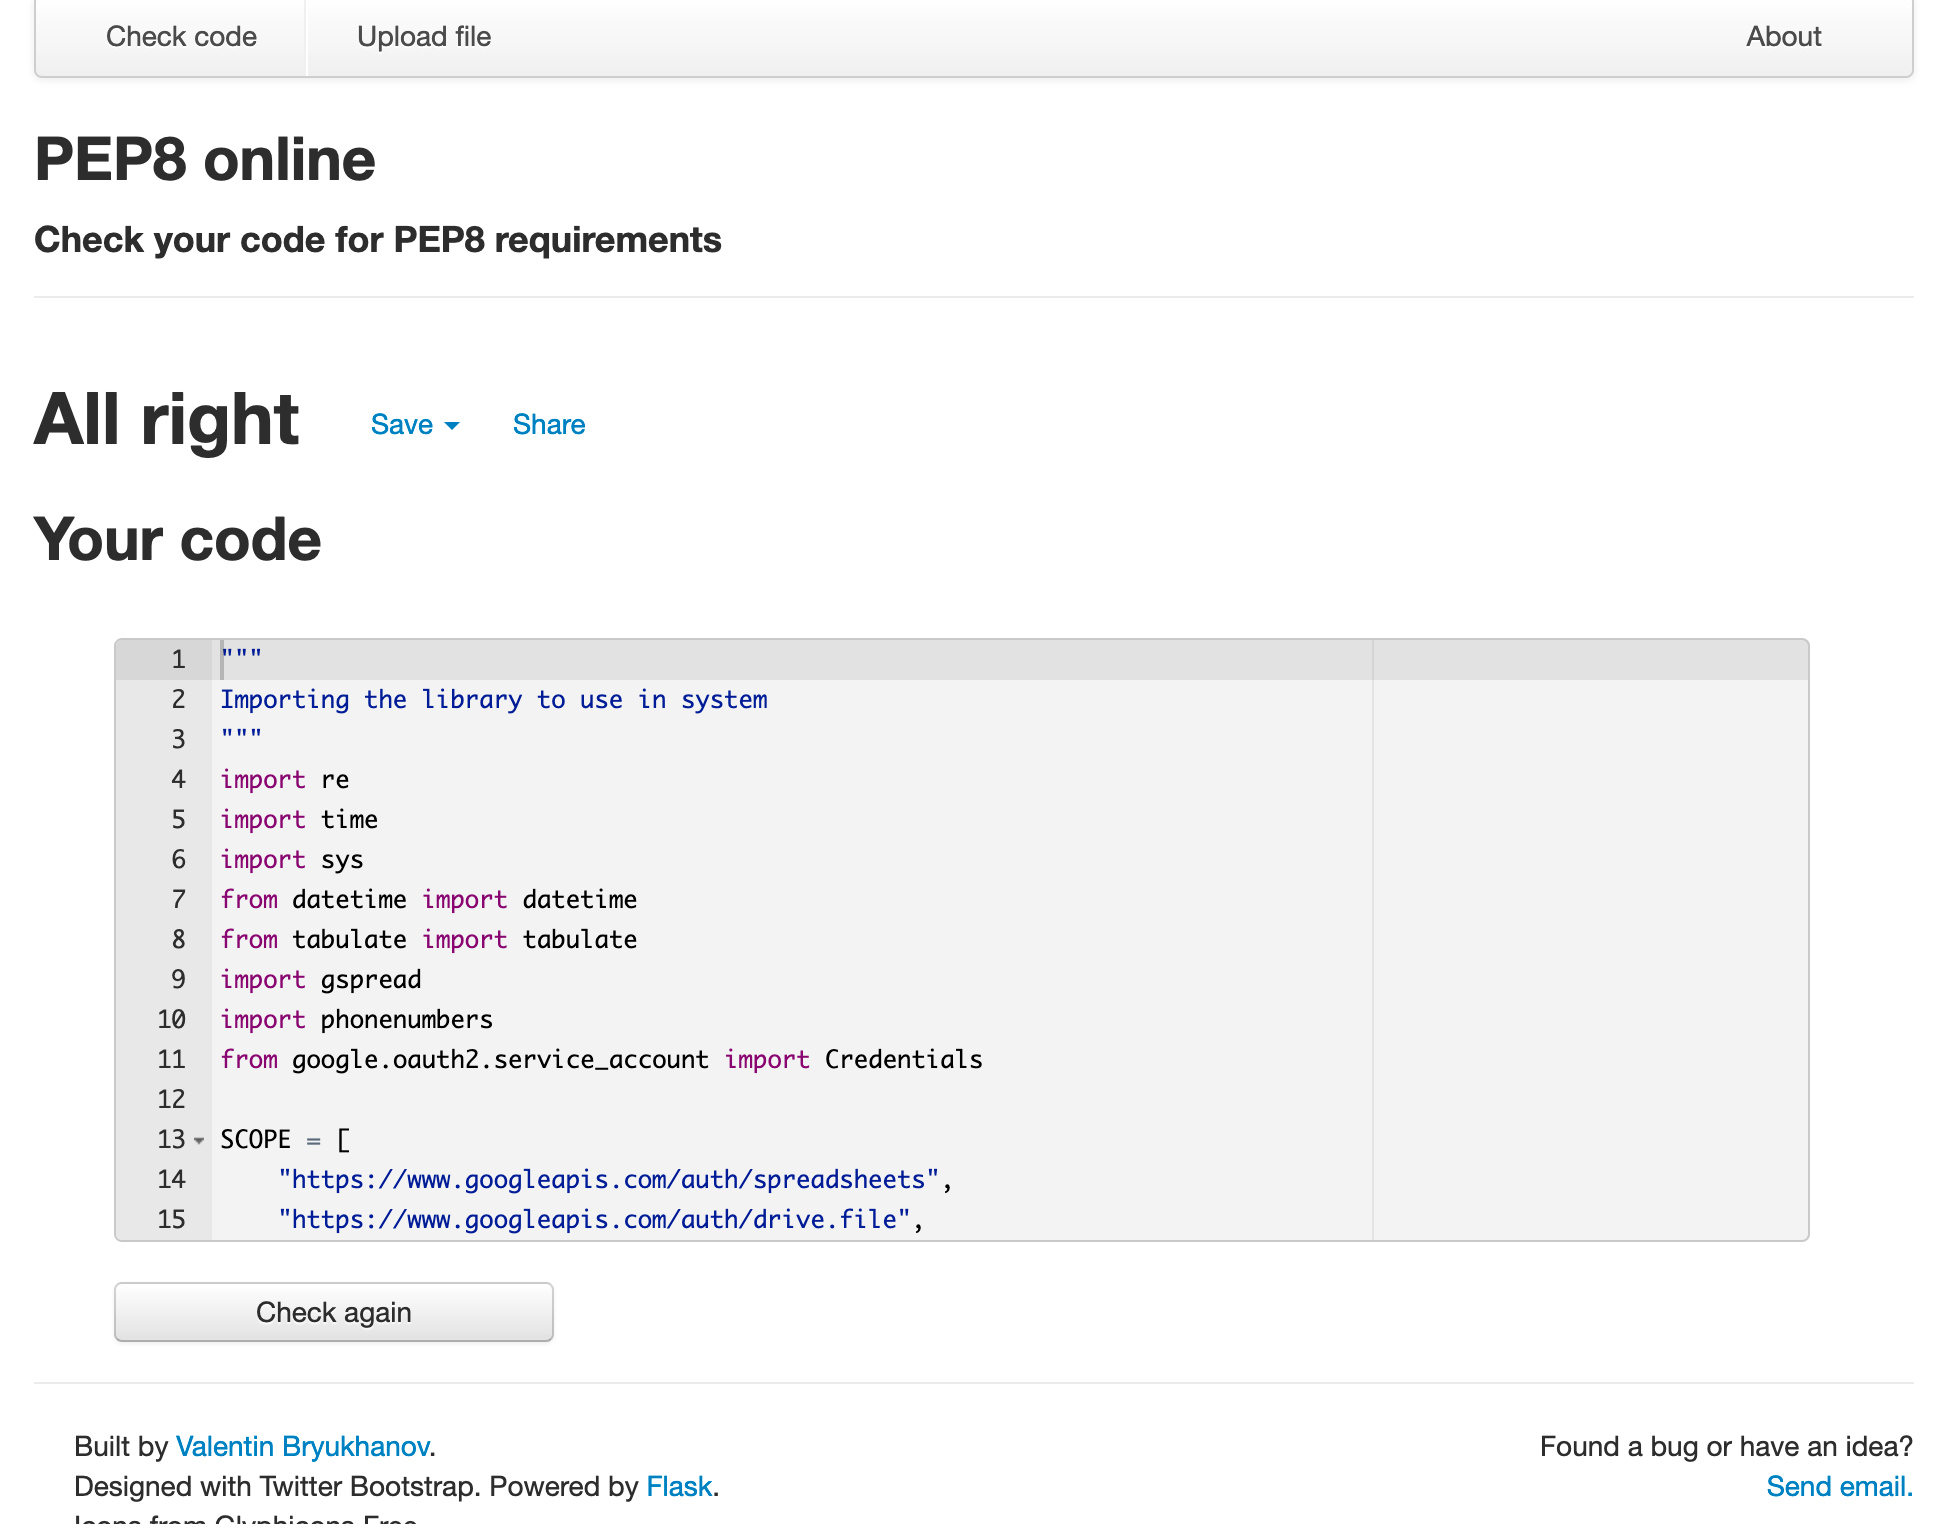 Check code Upload file About
PEP8 online
Check your code for PEP8 requirements
All right Save Share
Your code
1 """
2 Importing the library to use in system
3 """
4 import re
5 import time
6 import sys
7 from datetime import datetime
8 from tabulate import tabulate
9 import gspread
10 import phonenumbers
11 from google.oauth2.service_account import Credentials
12
13 SCOPE = [
14 "https://www.googleapis.com/auth/spreadsheets",
15 "https://www.googleapis.com/auth/drive.file",
Check again
Built by Valentin Bryukhanov.
Found a bug or have an idea?
Designed with Twitter Bootstrap. Powered by Flask.
Send email.
Icons from Glyphicons Free